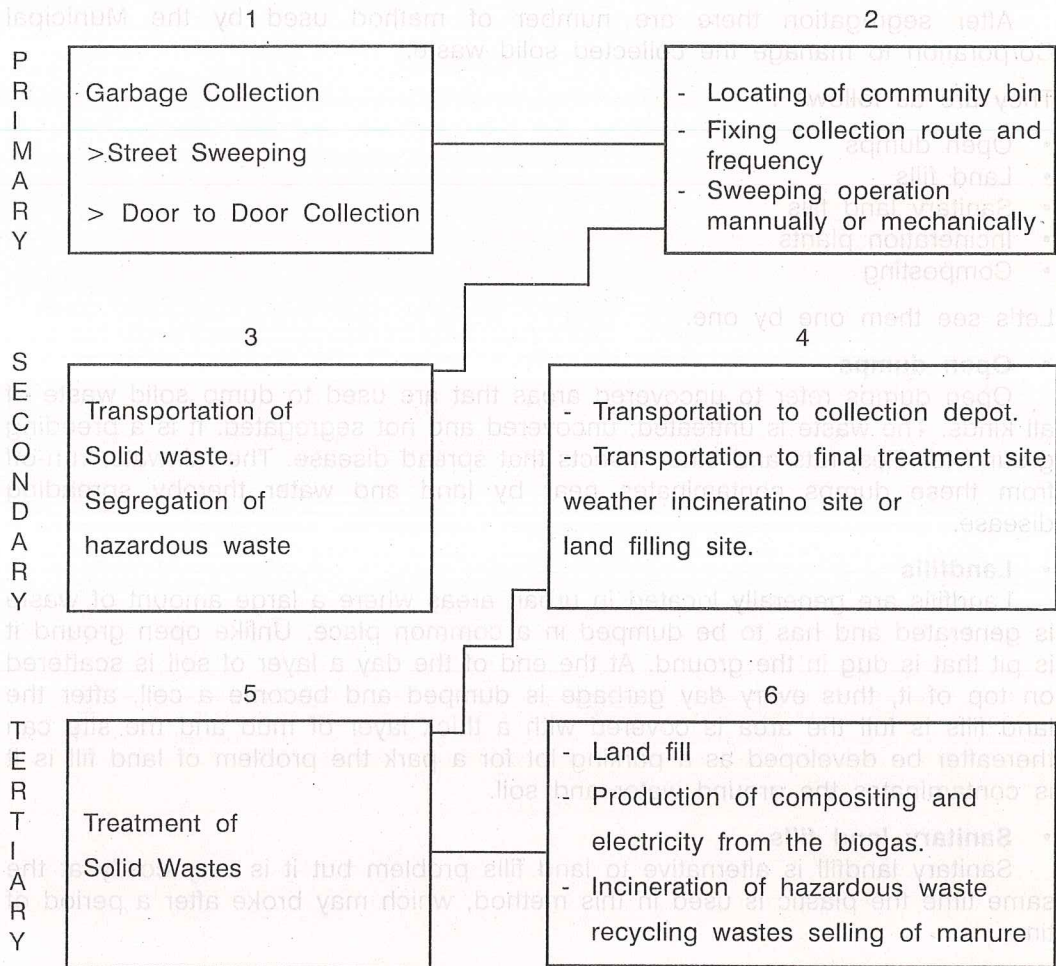 PRIMARY
1
Garbage Collection
>Street Sweeping
> Door to Door Collection
2
- Locating of community bin
- Fixing collection route and
frequency
- Sweeping operation
mannually or mechanically
SECONDARY
3
Transportation of
Solid waste.
Segregation of
hazardous waste
4
- Transportation to collection depot.
- Transportation to final treatment site
weather incineratino site or
land filling site.
TERTIARY
5
Treatment of
Solid Wastes
6
- Land fill
- Production of compositing and
electricity from the biogas.
- Incineration of hazardous waste
recycling wastes selling of manure